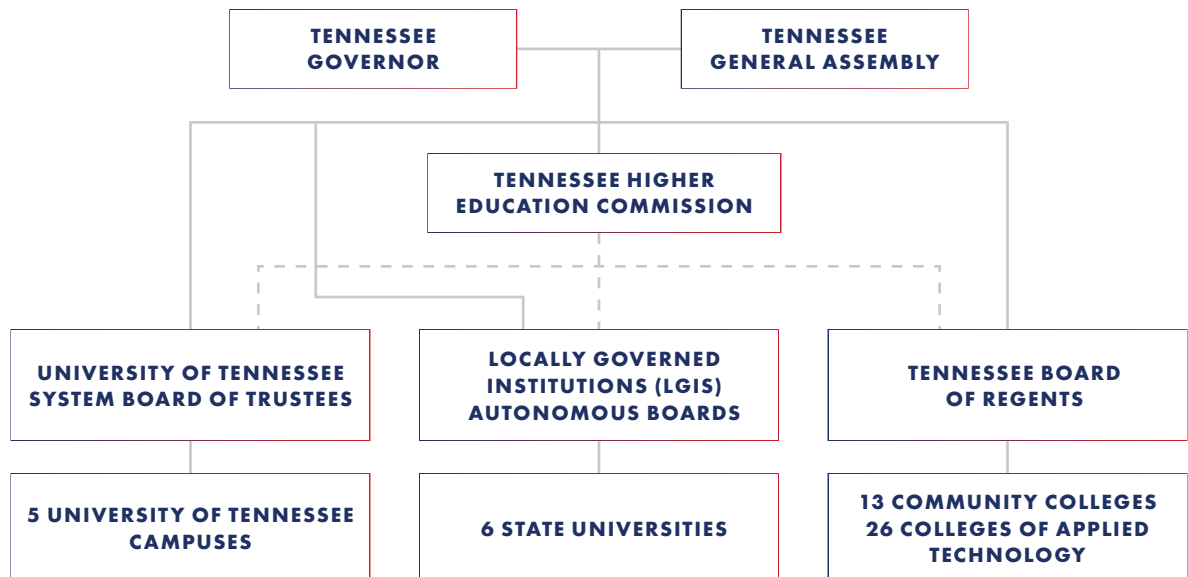 TENNESSEE
GOVERNOR
TENNESSEE
GENERAL ASSEMBLY
TENNESSEE HIGHER
EDUCATION COMMISSION
UNIVERSITY OF TENNESSEE
SYSTEM BOARD OF TRUSTEES
LOCALLY GOVERNED
INSTITUTIONS (LGIS)
AUTONOMOUS BOARDS
TENNESSEE BOARD
OF REGENTS
5 UNIVERSITY OF TENNESSEE
CAMPUSES
6 STATE UNIVERSITIES
13 COMMUNITY COLLEGES
26 COLLEGES OF APPLIED
TECHNOLOGY